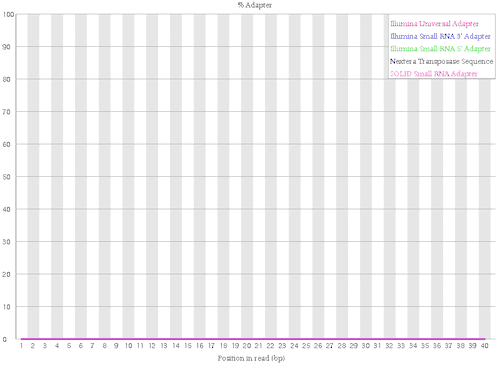 % Adapter
100
Illumina Universal Adapter
Illumina Small RNA 3' Adapter
Illumina Small RNA 5' Adapter
Nextera Transposase Sequence
SOLID Small RNA Adapter
90
80
70
60
50
40
30
20
10
0
1 2 3 4 5 6 7 8 9 10 11 12 13 14 15 16 17 18 19 20 21 22 23 24 25 26 27 28 29 30 31 32 33 34 35 36 37 38 39 40
Position in read (bp)